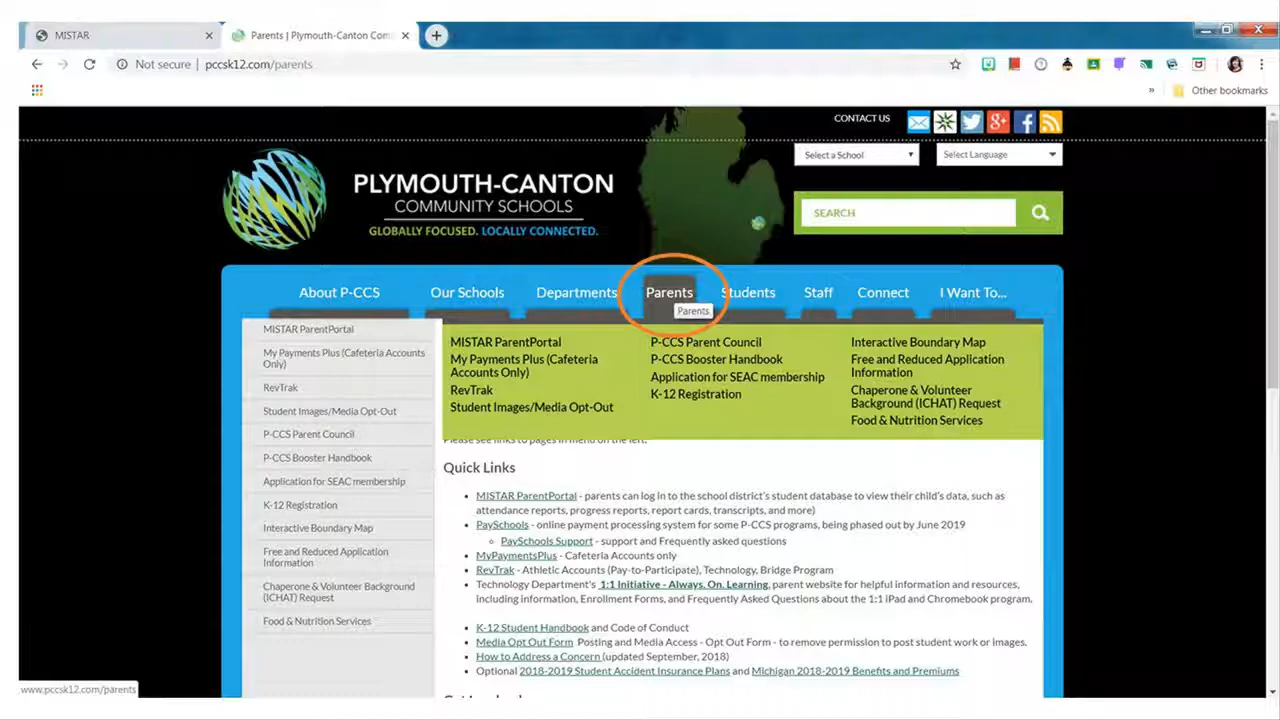 MISTAR
Parents | Plymouth-Canton Com
Not secure | pccsk12.com/parents
» Other bookmarks
CONTACT US
Select a School
Select Language
PLYMOUTH-CANTON
COMMUNITY SCHOOLS
GLOBALLY FOCUSED. LOCALLY CONNECTED.
SEARCH
About P-CCS Our Schools Departments Parents Students Staff Connect I Want To...
Parents
MISTAR ParentPortal
My Payments Plus (Cafeteria Accounts
Only)
RevTrak
Student Images/Media Opt-Out
P-CCS Parent Council
P-CCS Booster Handbook
Application for SEAC membership
K-12 Registration
Interactive Boundary Map
Free and Reduced Application
Information
Chaperone & Volunteer Background
(ICHAT) Request
Food & Nutrition Services
MISTAR ParentPortal
My Payments Plus (Cafeteria
Accounts Only)
RevTrak
Student Images/Media Opt-Out
P-CCS Parent Council
P-CCS Booster Handbook
Application for SEAC membership
K-12 Registration
Interactive Boundary Map
Free and Reduced Application
Information
Chaperone & Volunteer
Background (ICHAT) Request
Food & Nutrition Services
Please see links to pages in menu on the left.
Quick Links
• MISTAR ParentPortal - parents can log in to the school district's student database to view their child's data, such as
attendance reports, progress reports, report cards, transcripts, and more)
• PaySchools - online payment processing system for some P-CCS programs, being phased out by June 2019
PaySchools Support - support and Frequently asked questions
• MyPaymentsPlus - Cafeteria Accounts only
• RevTrak - Athletic Accounts (Pay-to-Participate), Technology, Bridge Program
• Technology Department's 1:1 Initiative - Always. On. Learning, parent website for helpful information and resources,
including information, Enrollment Forms, and Frequently Asked Questions about the 1:1 iPad and Chromebook program.
• K-12 Student Handbook and Code of Conduct
• Media Opt Out Form Posting and Media Access - Opt Out Form - to remove permission to post student work or images.
• How to Address a Concern (updated September, 2018)
• Optional 2018-2019 Student Accident Insurance Plans and Michigan 2018-2019 Benefits and Premiums
www.pccsk12.com/parents